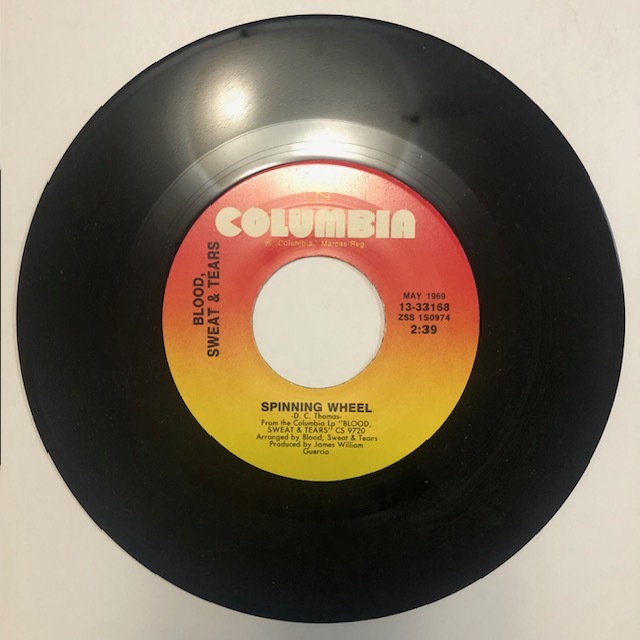 COLUMBIA
® Columbia, Marcas Reg.
BLOOD,
SWEAT & TEARS
MAY 1969
13-33168
ZSS 150974
2:39
SPINNING WHEEL
-D. C. Thomas-
From the Columbia Lp "BLOOD,
SWEAT & TEARS" CS 9720
Arranged by Blood, Sweat & Tears
Produced by James William
Guercio